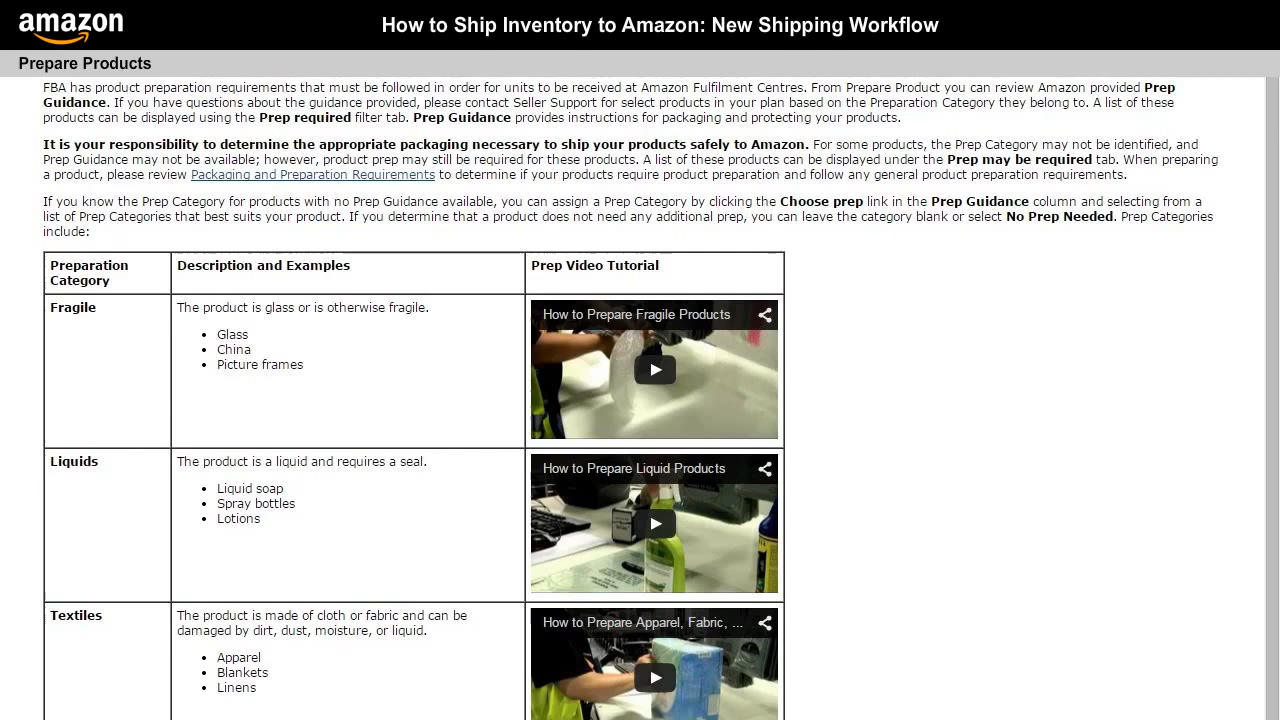 amazon
How to Ship Inventory to Amazon: New Shipping Workflow
Prepare Products
FBA has product preparation requirements that must be followed in order for units to be received at Amazon Fulfilment Centres. From Prepare Product you can review Amazon provided Prep
Guidance. If you have questions about the guidance provided, please contact Seller Support for select products in your plan based on the Preparation Category they belong to. A list of these
products can be displayed using the Prep required filter tab. Prep Guidance provides instructions for packaging and protecting your products.
It is your responsibility to determine the appropriate packaging necessary to ship your products safely to Amazon. For some products, the Prep Category may not be identified, and
Prep Guidance may not be available; however, product prep may still be required for these products. A list of these products can be displayed under the Prep may be required tab. When preparing
a product, please review Packaging and Preparation Requirements to determine if your products require product preparation and follow any general product preparation requirements.
If you know the Prep Category for products with no Prep Guidance available, you can assign a Prep Category by clicking the Choose prep link in the Prep Guidance column and selecting from a
list of Prep Categories that best suits your product. If you determine that a product does not need any additional prep, you can leave the category blank or select No Prep Needed. Prep Categories
include:
Preparation
Category
Description and Examples
Prep Video Tutorial
Fragile
The product is glass or is otherwise fragile.
• Glass
• China
• Picture frames
How to Prepare Fragile Products
Liquids
The product is a liquid and requires a seal.
• Liquid soap
• Spray bottles
• Lotions
How to Prepare Liquid Products
Textiles
The product is made of cloth or fabric and can be
damaged by dirt, dust, moisture, or liquid.
• Apparel
• Blankets
• Linens
How to Prepare Apparel, Fabric, ...